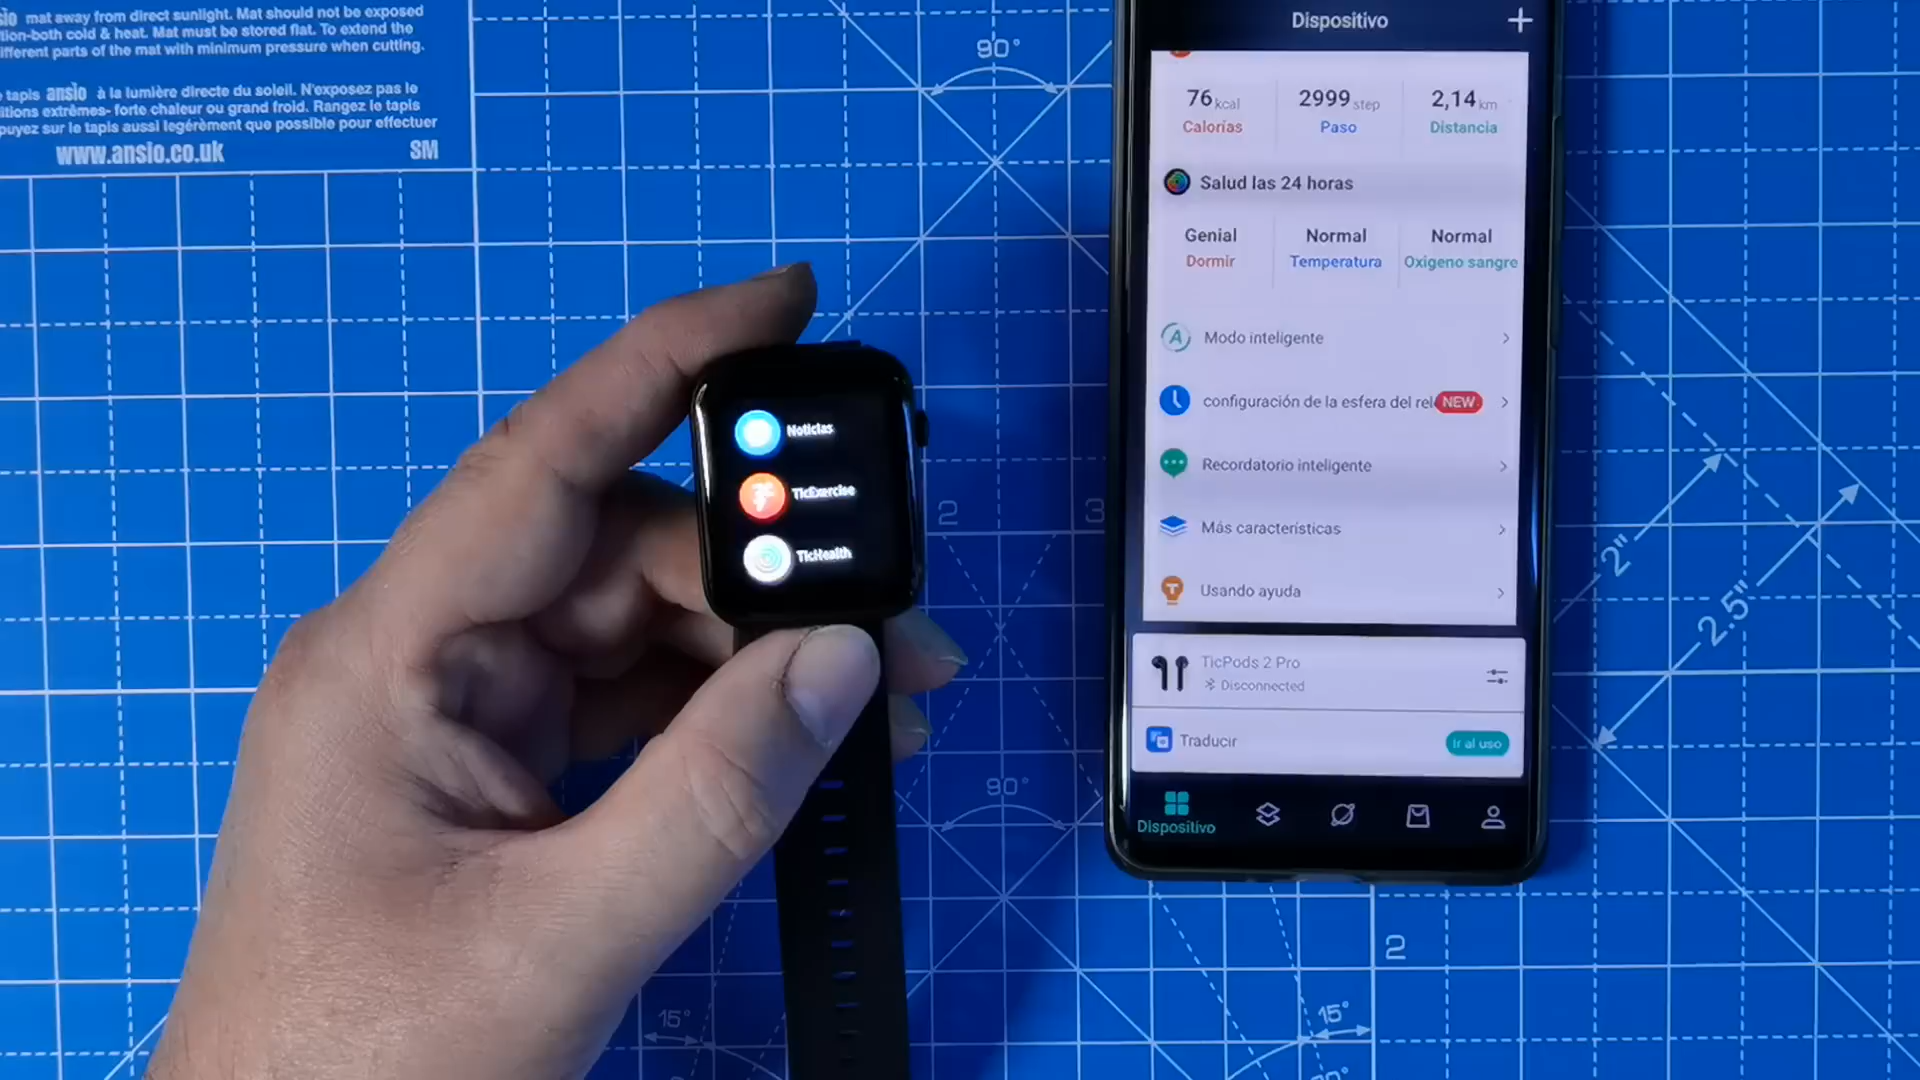 sio mat away from direct sunlight. Mat should not be exposed
tion-both cold & heat. Mat must be stored flat. To extend the
ifferent parts of the mat with minimum pressure when cutting.
tapis ansio à la lumière directe du soleil. N'exposez pas le
itions extrêmes- forte chaleur ou grand froid. Rangez le tapis
puyez sur le tapis aussi legérèment que possible pour effectuer
www.ansio.co.uk SM
90°
2
3
2"
2.5"
90°
2
15°
15°
90°
Noticias
TicExercise
TicHealth
Dispositivo
76 kcal 2999 step 2,14 km
Calorías Paso Distancia
Salud las 24 horas
Genial Normal Normal
Dormir Temperatura Oxigeno sangre
Modo inteligente
configuración de la esfera del rel NEW
Recordatorio inteligente
Más características
Usando ayuda
TicPods 2 Pro
Disconnected
Traducir Ir al uso
Dispositivo